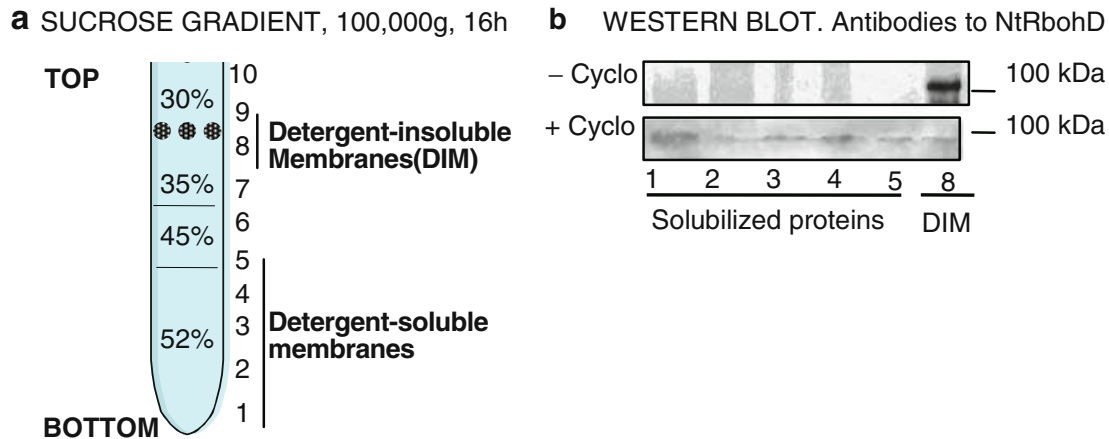 a SUCROSE GRADIENT, 100,000g, 16h
TOP
30%
35%
45%
52%
BOTTOM
10
9
8
7
6
5
4
3
2
1
Detergent-insoluble
Membranes(DIM)
Detergent-soluble
membranes
b WESTERN BLOT. Antibodies to NtRbohD
– Cyclo
100 kDa
+ Cyclo
100 kDa
1 2 3 4 5 8
Solubilized proteins DIM